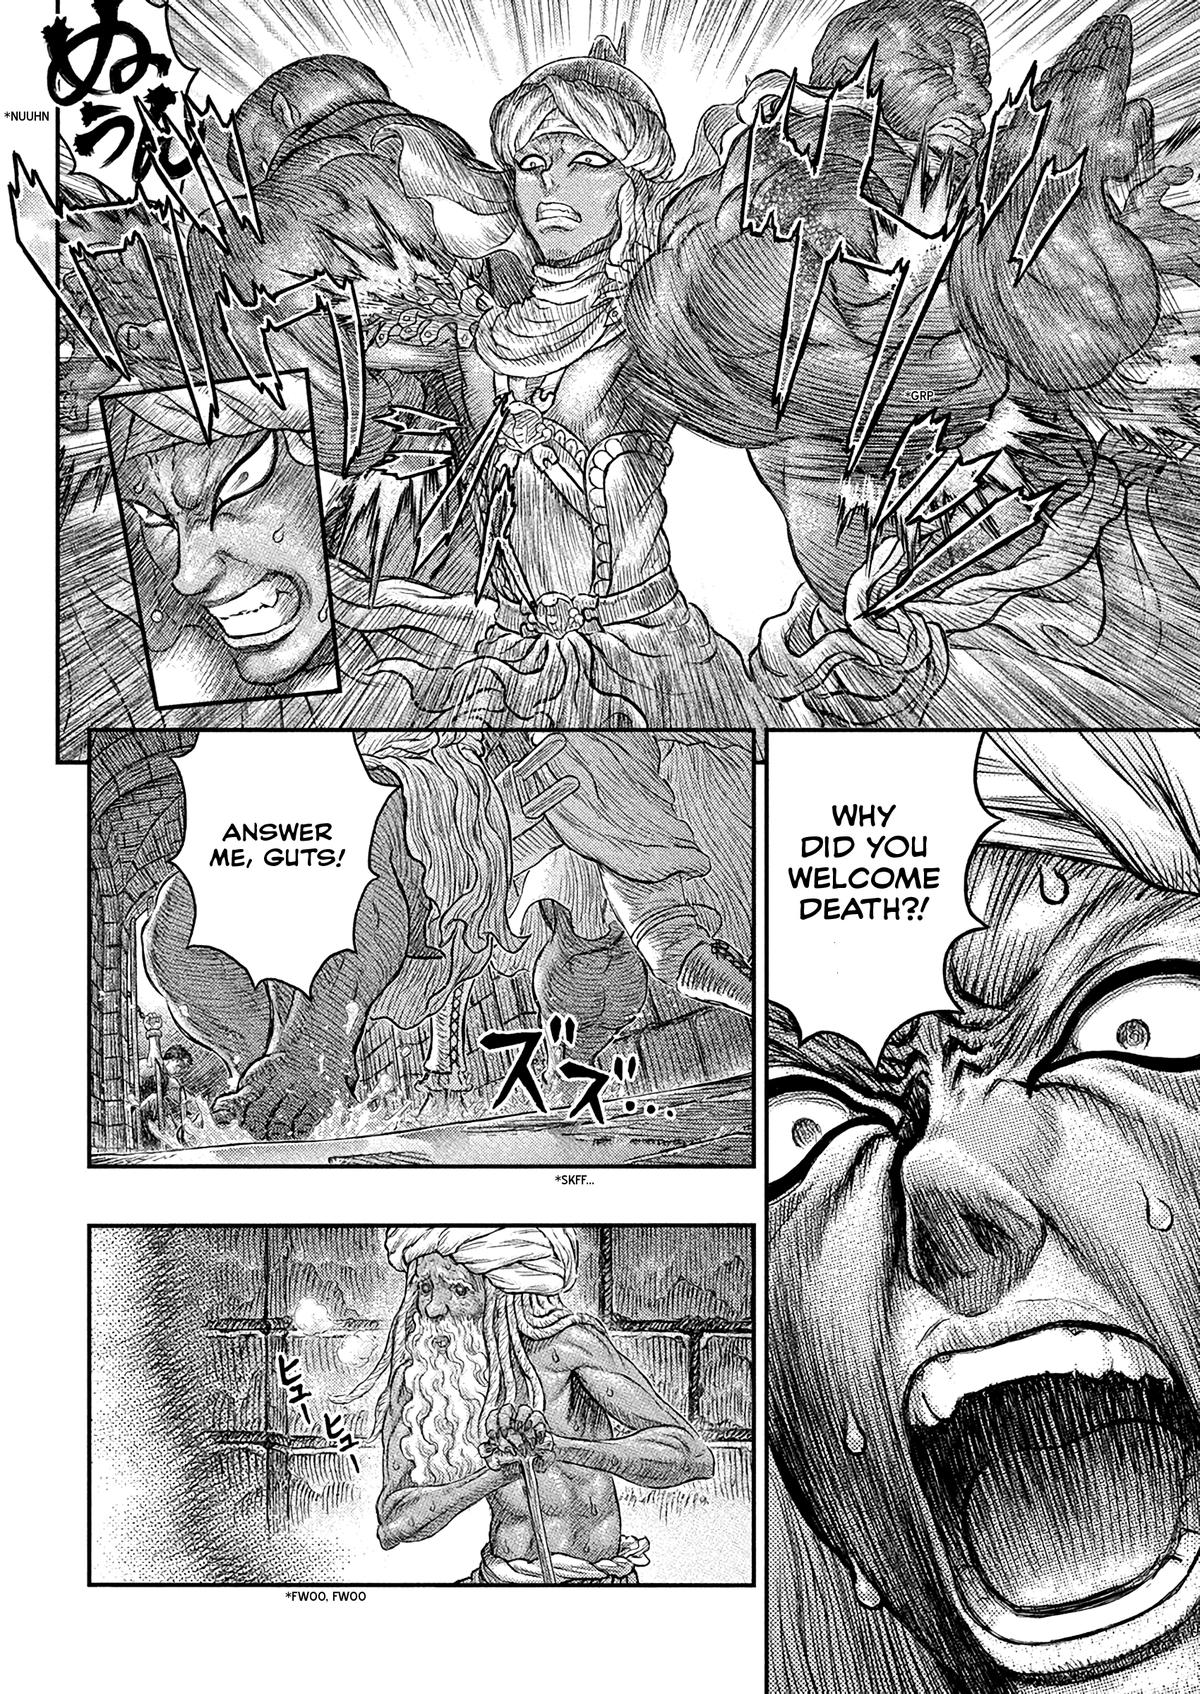 ぬうん
*NUUHN
*GRP
WHY
DID YOU
WELCOME
DEATH?!
ANSWER
ME, GUTS!
ズズ…
*SKFF...
ヒューヒュー
*FWOO, FWOO